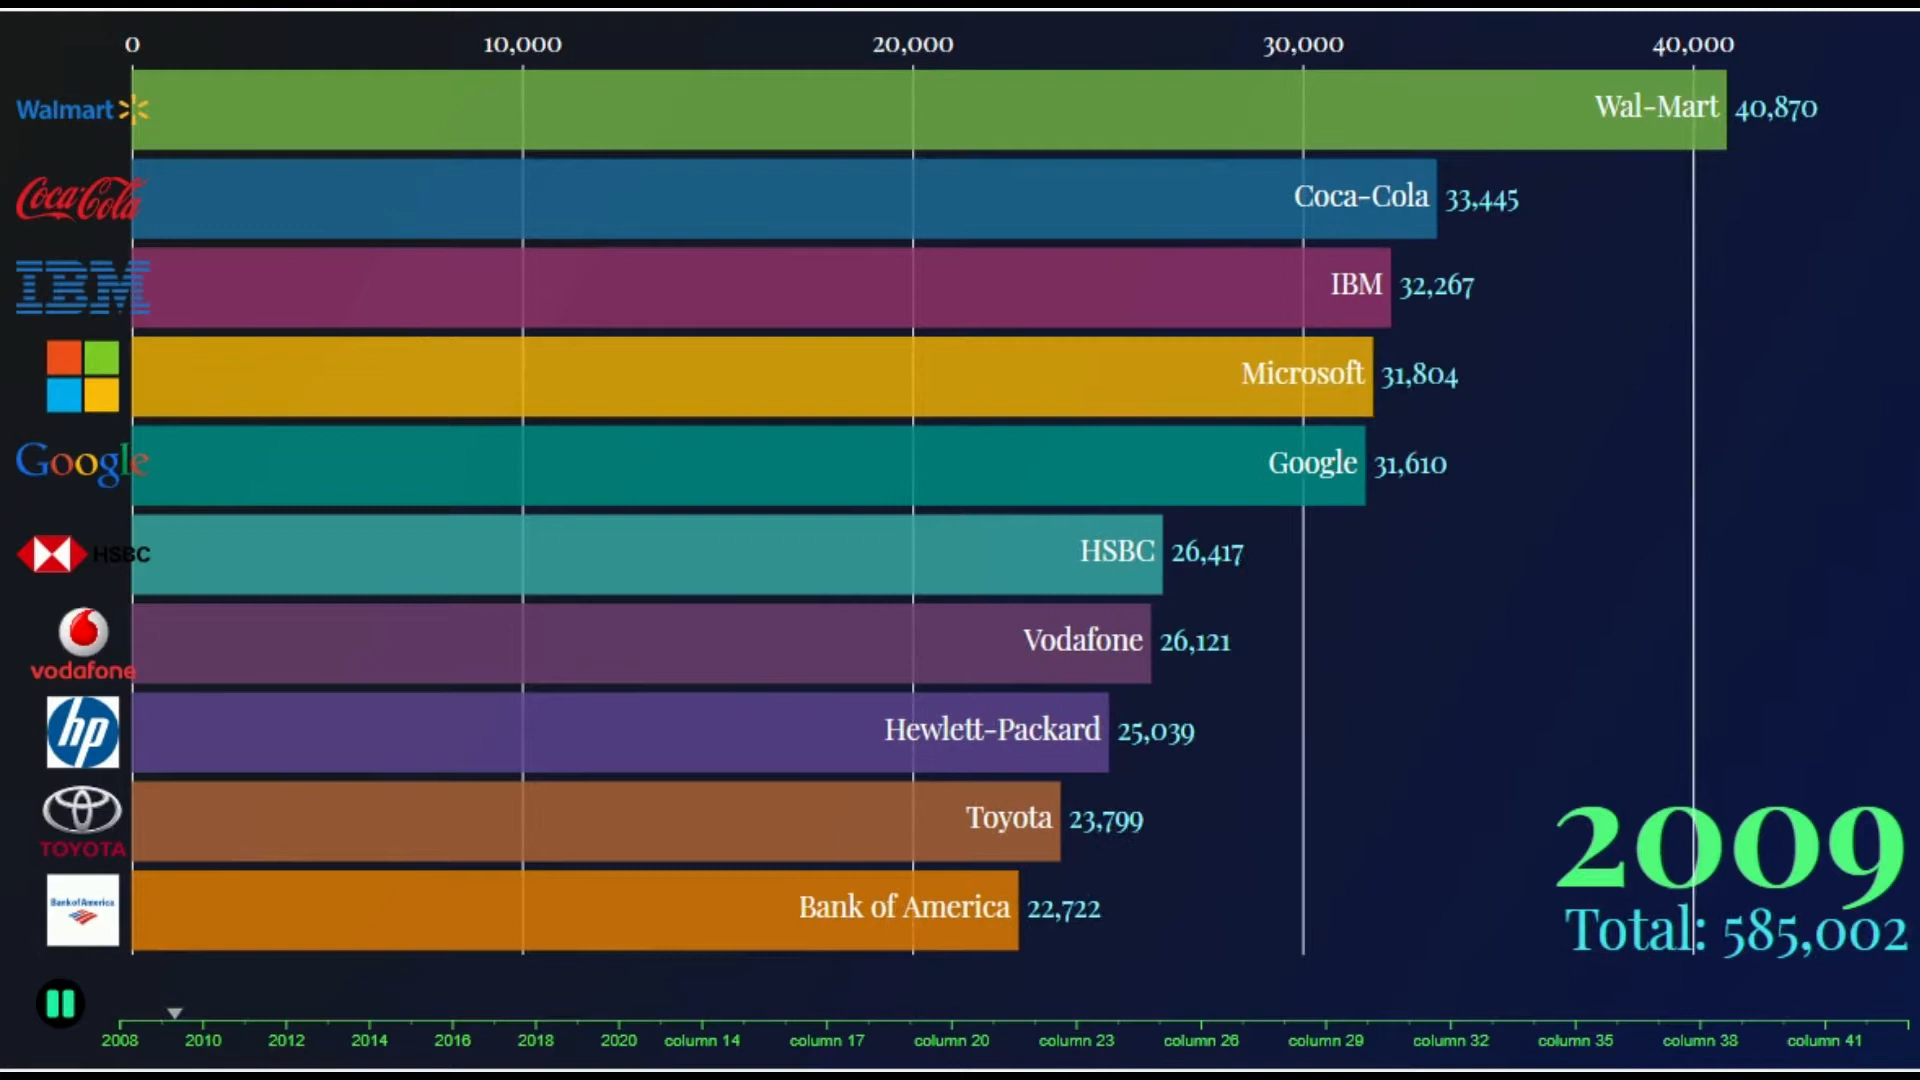 0 10,000 20,000 30,000 40,000
Walmart Wal-Mart 40,870
Coca-Cola Coca-Cola 33,445
IBM IBM 32,267
Microsoft 31,804
Google Google 31,610
HSBC HSBC 26,417
Vodafone 26,121
vodafone
hp Hewlett-Packard 25,039
Toyota 23,799
TOYOTA
Bank of America Bank of America 22,722
2009
Total: 585,002
2008 2010 2012 2014 2016 2018 2020 column 14 column 17 column 20 column 23 column 26 column 29 column 32 column 35 column 38 column 41